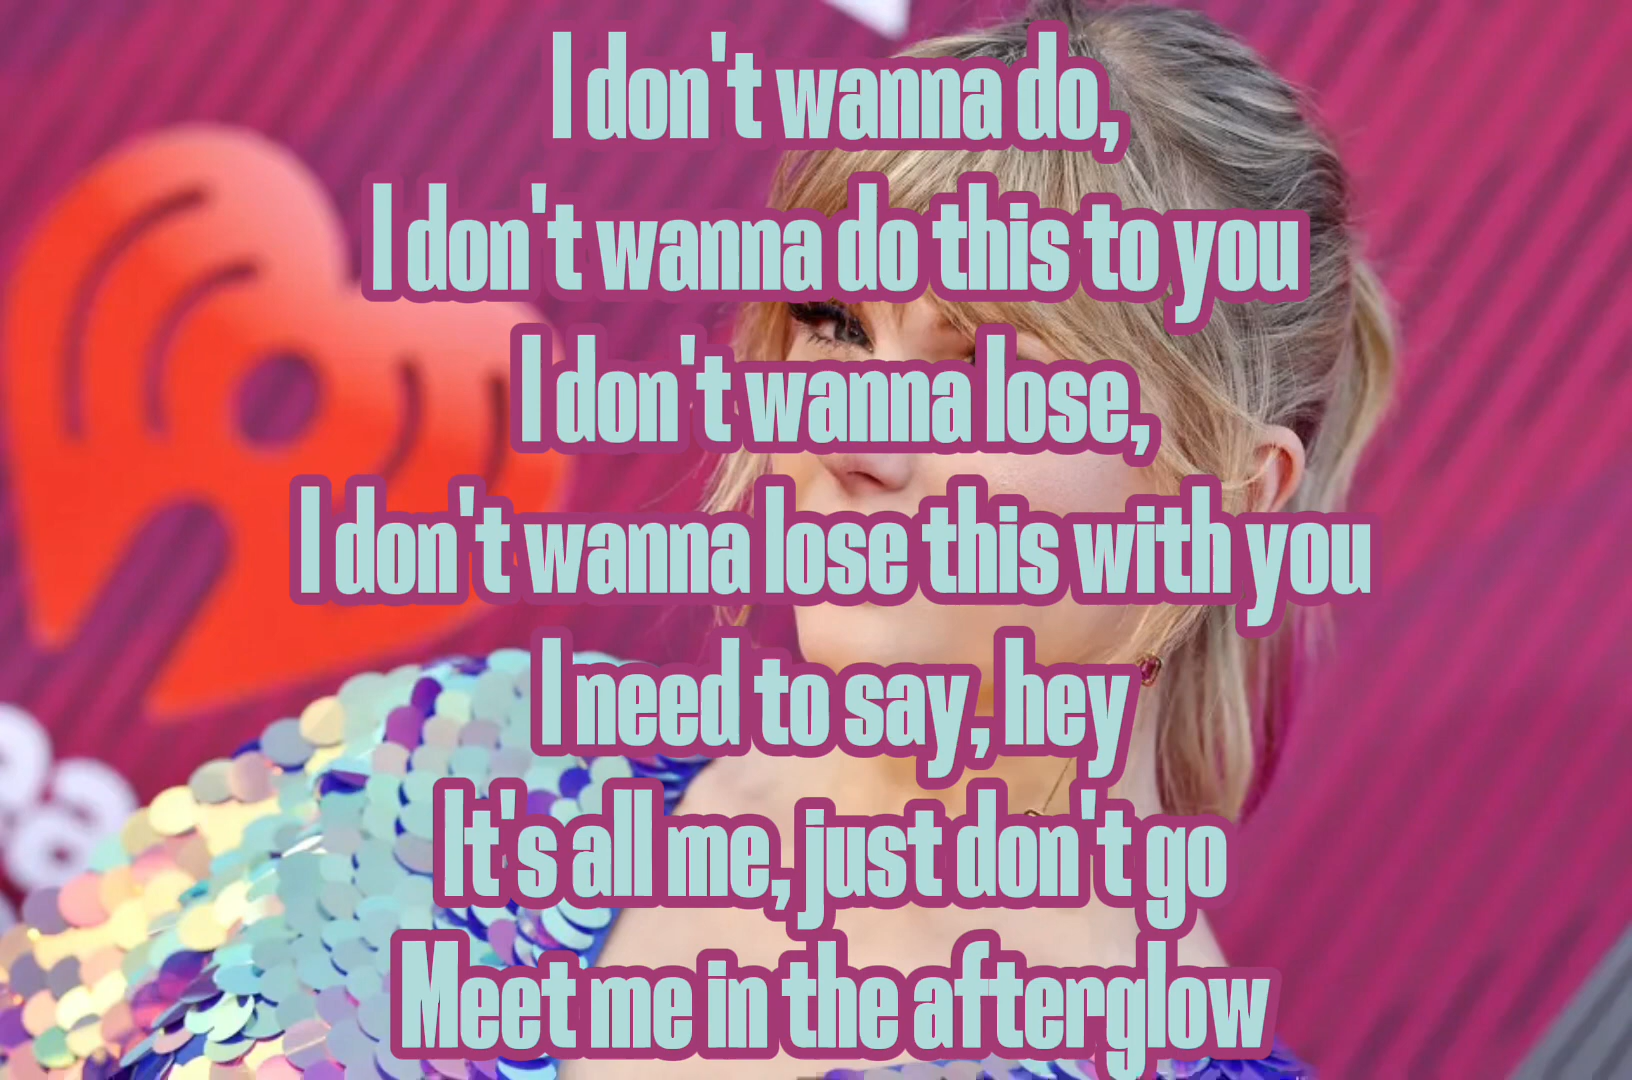 I don't wanna do,
I don't wanna do this to you
I don't wanna lose,
I don't wanna lose this with you
I need to say, hey
It's all me, just don't go
Meet me in the afterglow